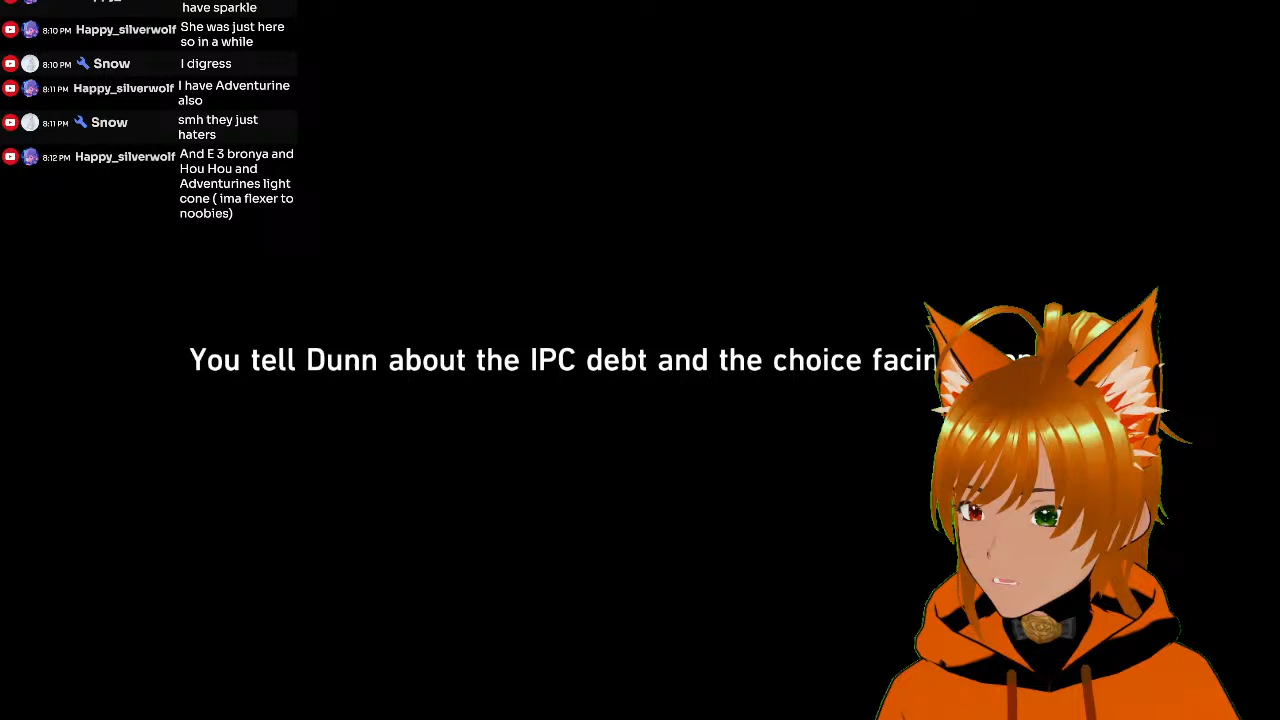 have sparkle
8:10 PM Happy_silverwolf She was just here
so in a while
8:10 PM Snow I digress
8:11 PM Happy_silverwolf I have Adventurine
also
8:11 PM Snow smh they just
haters
8:12 PM Happy_silverwolf And E 3 bronya and
Hou Hou and
Adventurines light
cone ( ima flexer to
noobies)
You tell Dunn about the IPC debt and the choice